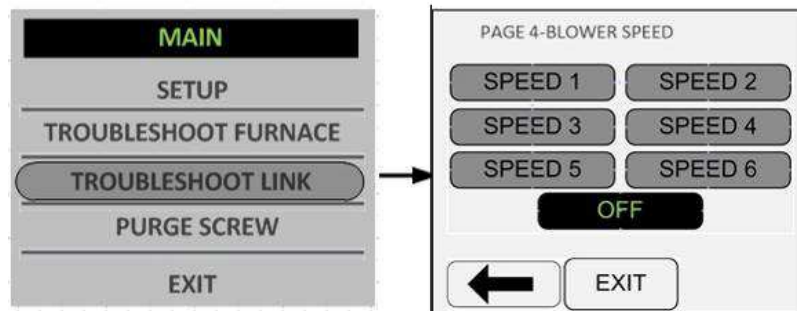 MAIN
SETUP
TROUBLESHOOT FURNACE
TROUBLESHOOT LINK
PURGE SCREW
EXIT
PAGE 4-BLOWER SPEED
SPEED 1 SPEED 2
SPEED 3 SPEED 4
SPEED 5 SPEED 6
OFF
EXIT